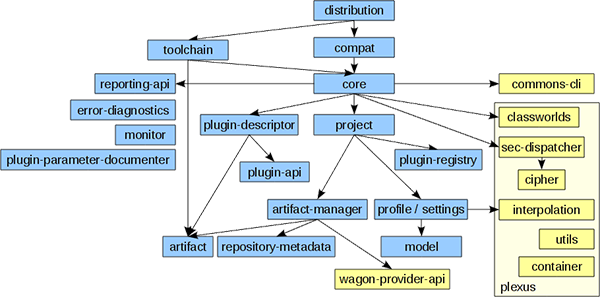 distribution
toolchain
compat
reporting-api
core
commons-cli
error-diagnostics
monitor
plugin-parameter-documenter
plugin-descriptor
project
classworlds
sec-dispatcher
plugin-api
plugin-registry
cipher
artifact-manager
profile / settings
interpolation
artifact
repository-metadata
model
utils
wagon-provider-api
container
plexus